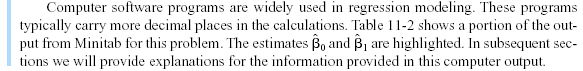 Computer software programs are widely used in regression modeling. These programs
typically carry more decimal places in the calculations. Table 11-2 shows a portion of the out-
put from Minitab for this problem. The estimates β̂₀ and β̂₁ are highlighted. In subsequent sec-
tions we will provide explanations for the information provided in this computer output.